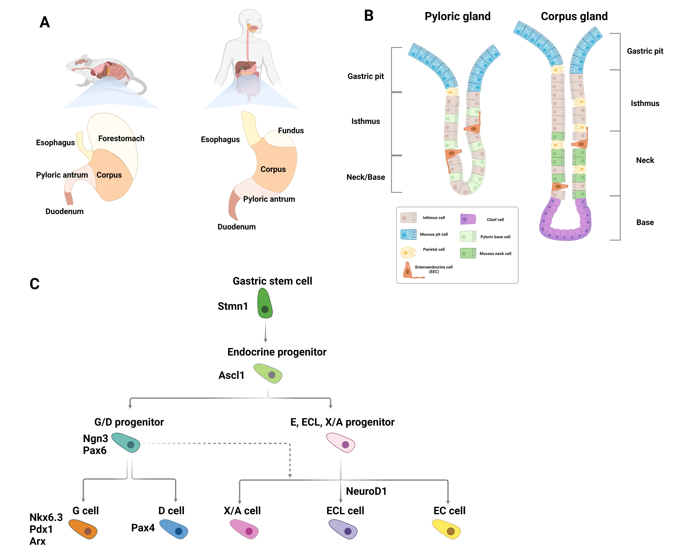 A
Esophagus
Forestomach
Pyloric antrum
Corpus
Duodenum
Esophagus
Fundus
Corpus
Pyloric antrum
Duodenum
B
Pyloric gland
Corpus gland
Gastric pit
Isthmus
Neck/Base
Gastric pit
Isthmus
Neck
Base
Isthmus cell
Chief cell
Mucous pit cell
Pyloric base cell
Parietal cell
Mucous neck cell
Enteroendocrine cell
(EEC)
C
Gastric stem cell
Stmn1
Endocrine progenitor
Ascl1
G/D progenitor
E, ECL, X/A progenitor
Ngn3
Pax6
NeuroD1
G cell
D cell
X/A cell
ECL cell
EC cell
Nkx6.3
Pdx1
Arx
Pax4